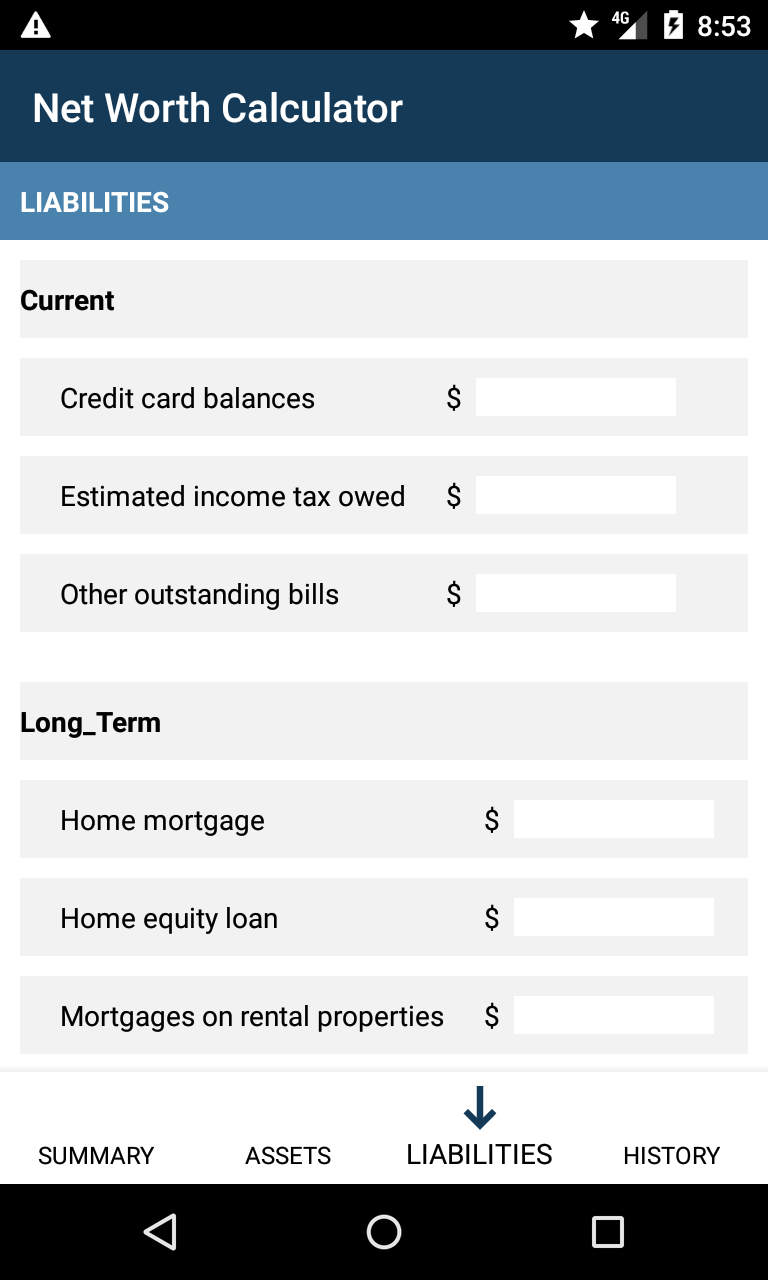 4G 8:53
Net Worth Calculator
LIABILITIES
Current
Credit card balances $
Estimated income tax owed $
Other outstanding bills $
Long_Term
Home mortgage $
Home equity loan $
Mortgages on rental properties $
SUMMARY ASSETS LIABILITIES HISTORY